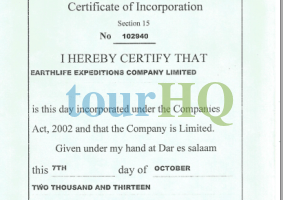 Certificate of Incorporation
Section 15
No 102940
I HEREBY CERTIFY THAT
EARTHLIFE EXPEDITIONS COMPANY LIMITED
is this day incorporated under the Companies
tourHQ
Act, 2002 and that the Company is Limited.
Given under my hand at Dar es salaam
this 7TH day of OCTOBER
TWO THOUSAND AND THIRTEEN